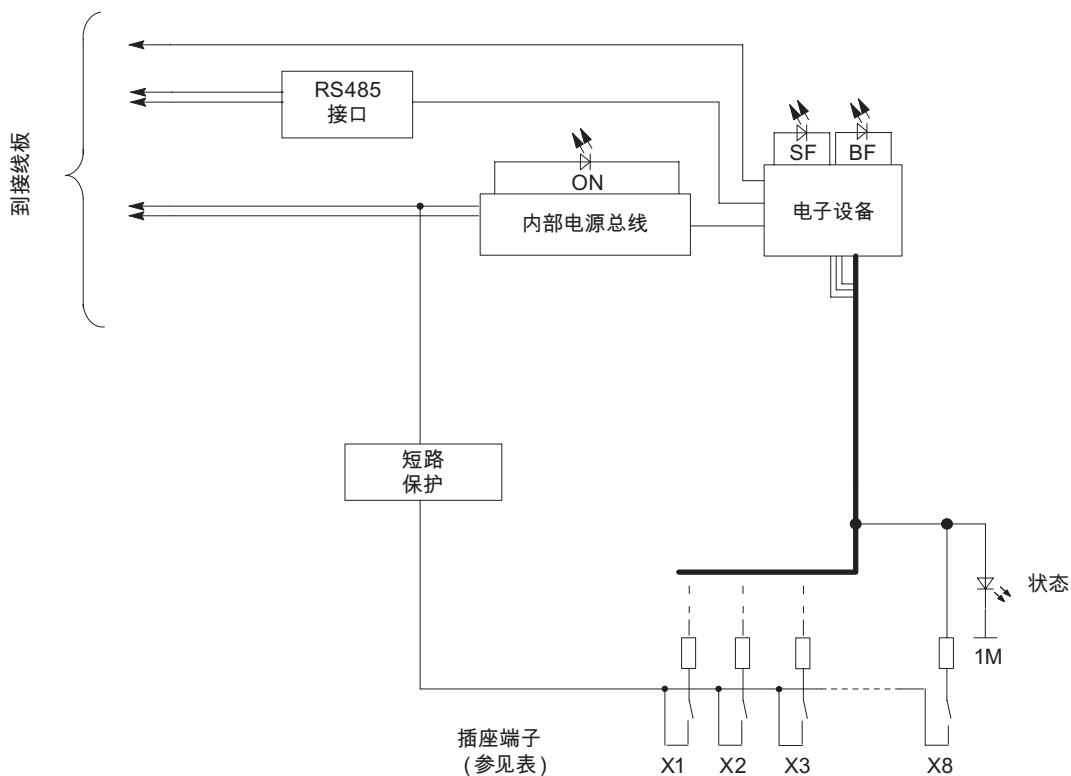 RS485
接口
SF
BF
ON
到接线板
内部电源总线
电子设备
短路
保护
状态
1M
插座端子
(参见表)
X1
X2
X3
X8